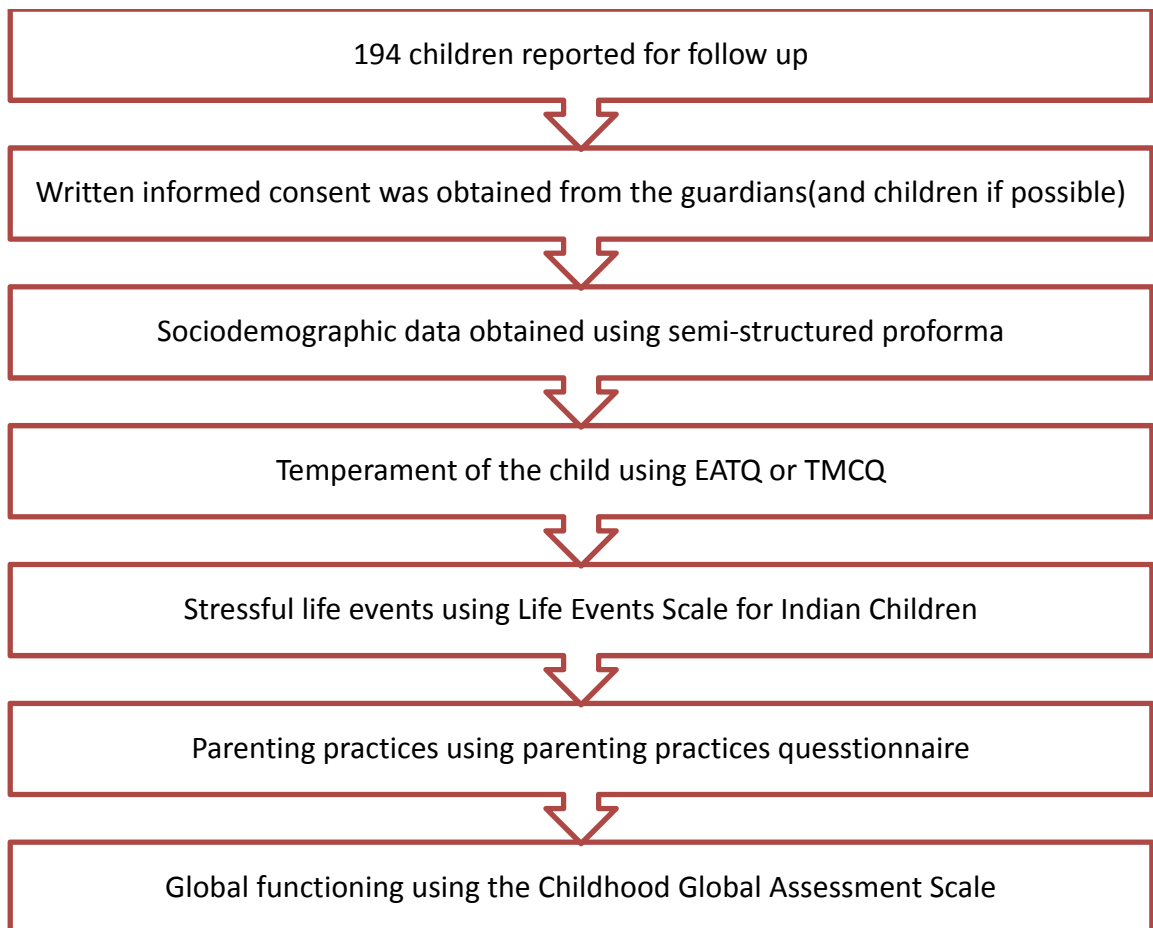 194 children reported for follow up
Written informed consent was obtained from the guardians(and children if possible)
Sociodemographic data obtained using semi-structured proforma
Temperament of the child using EATQ or TMCQ
Stressful life events using Life Events Scale for Indian Children
Parenting practices using parenting practices quesstionnaire
Global functioning using the Childhood Global Assessment Scale